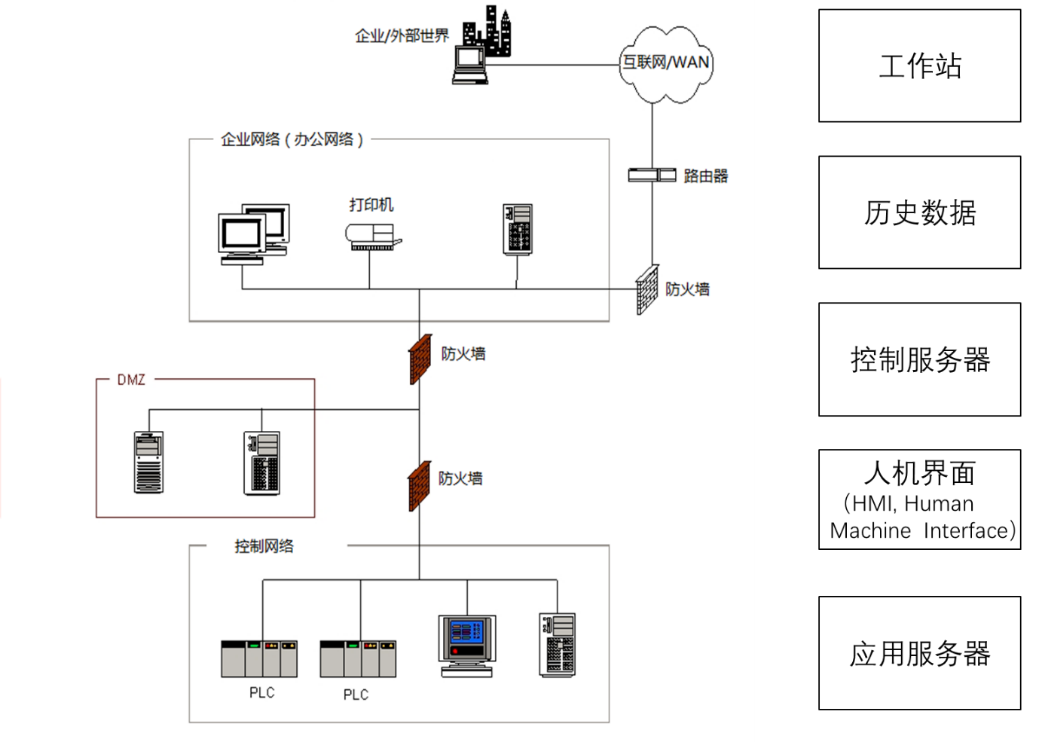 企业/外部世界
互联网/WAN
路由器
企业网络（办公网络）
打印机
防火墙
防火墙
DMZ
防火墙
控制网络
PLC
PLC
工作站
历史数据
控制服务器
人机界面
（HMI, Human
Machine Interface）
应用服务器